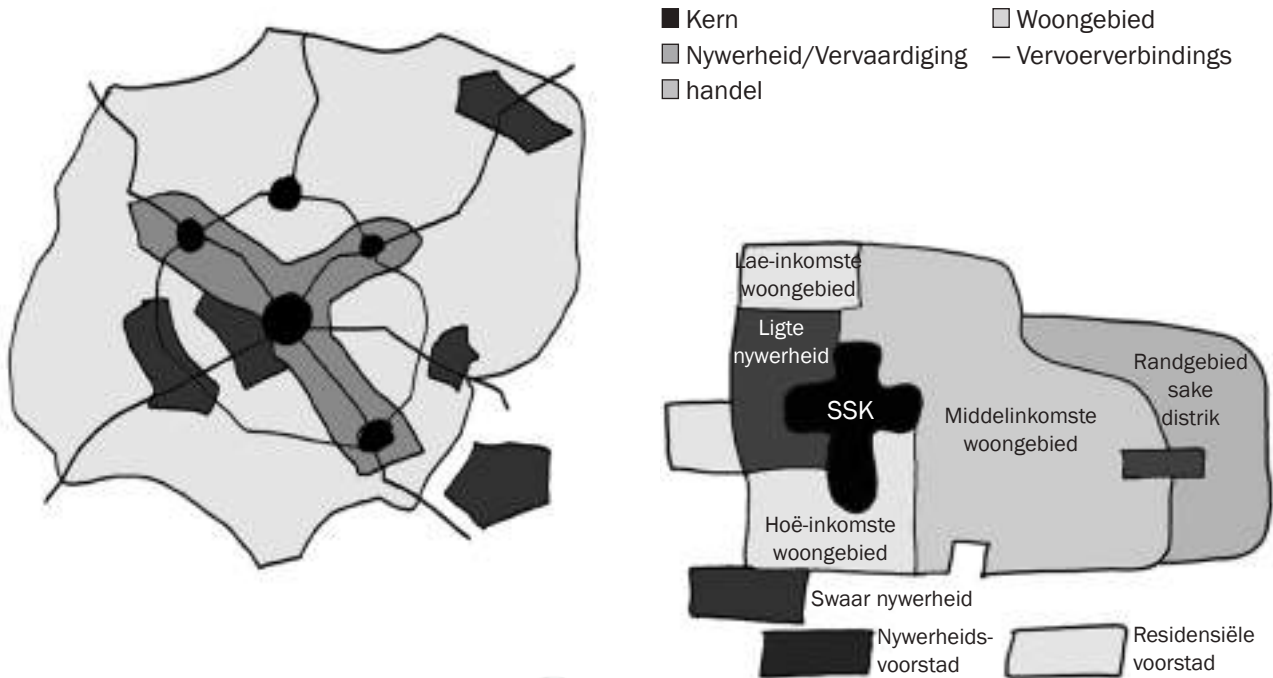 Kern
Woongebied
Nywerheid/Vervaardiging
– Vervoerverbindings
handel
Lae-inkomste
woongebied
Ligte
nywerheid
SSK
Middelinkomste
woongebied
Randgebied
sake
distrik
Hoë-inkomste
woongebied
Swaar nywerheid
Nywerheids-
voorstad
Residensiële
voorstad